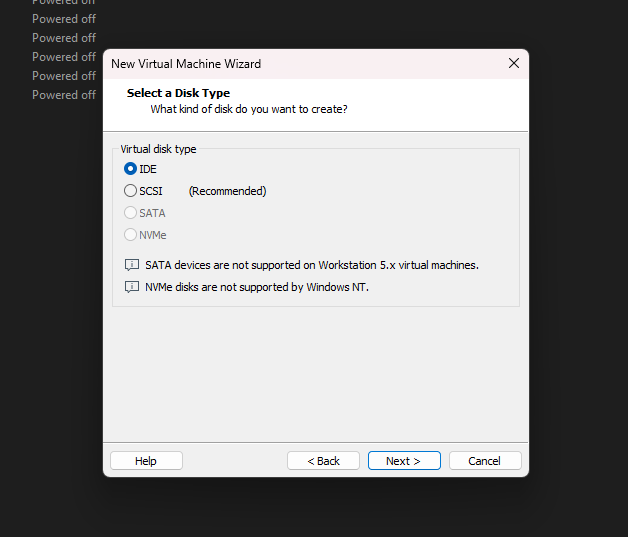 Powered off
Powered off
Powered off
Powered off
Powered off
Powered off
New Virtual Machine Wizard
Select a Disk Type
What kind of disk do you want to create?
Virtual disk type
IDE
SCSI (Recommended)
SATA
NVMe
SATA devices are not supported on Workstation 5.x virtual machines.
NVMe disks are not supported by Windows NT.
Help
< Back
Next >
Cancel